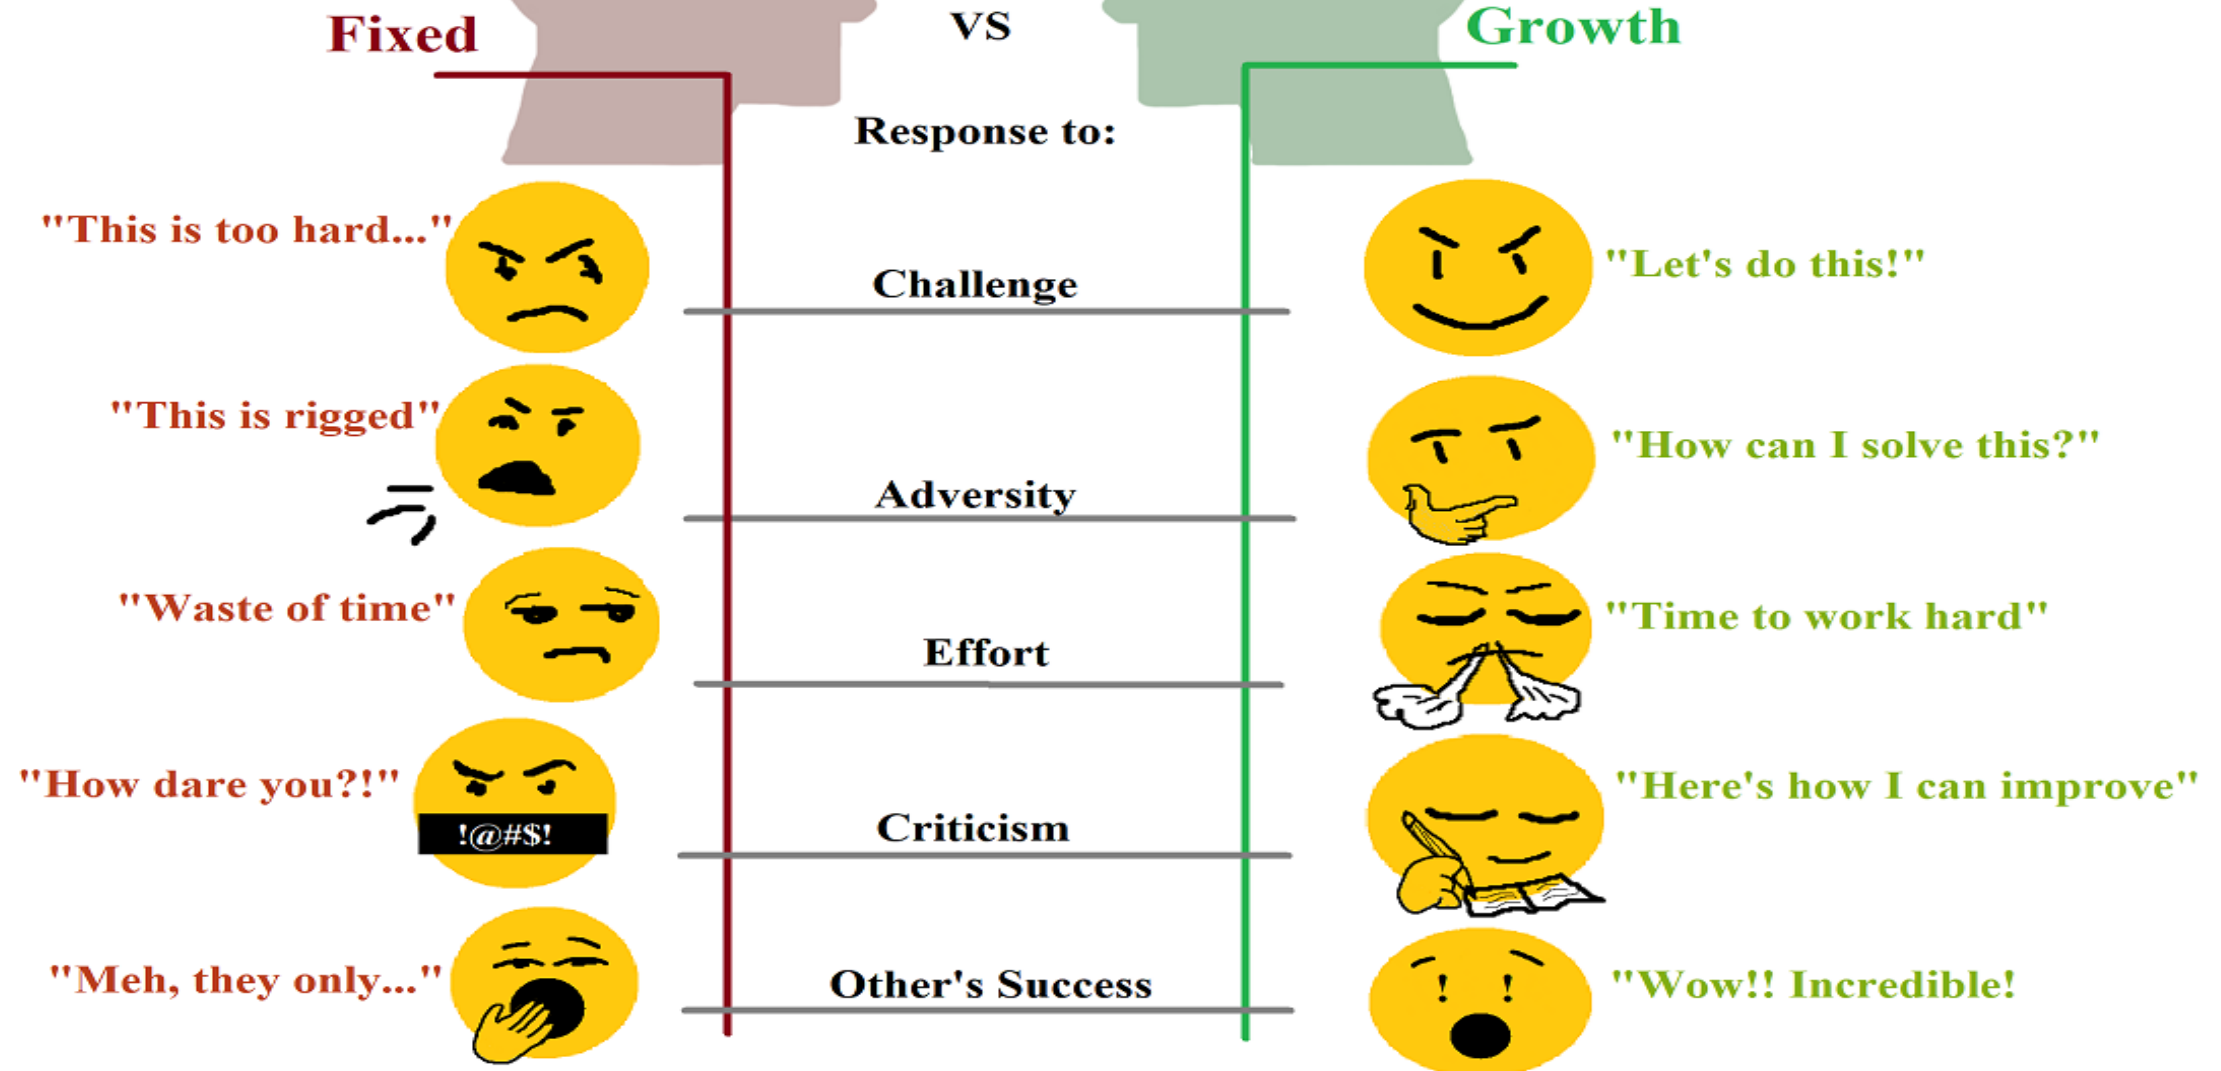 Fixed
VS
Growth
Response to:
"This is too hard..."
Challenge
"Let's do this!"
"This is rigged"
Adversity
"How can I solve this?"
"Waste of time"
Effort
"Time to work hard"
"How dare you?!"
!@#$!
Criticism
"Here's how I can improve"
"Meh, they only..."
Other's Success
"Wow!! Incredible!